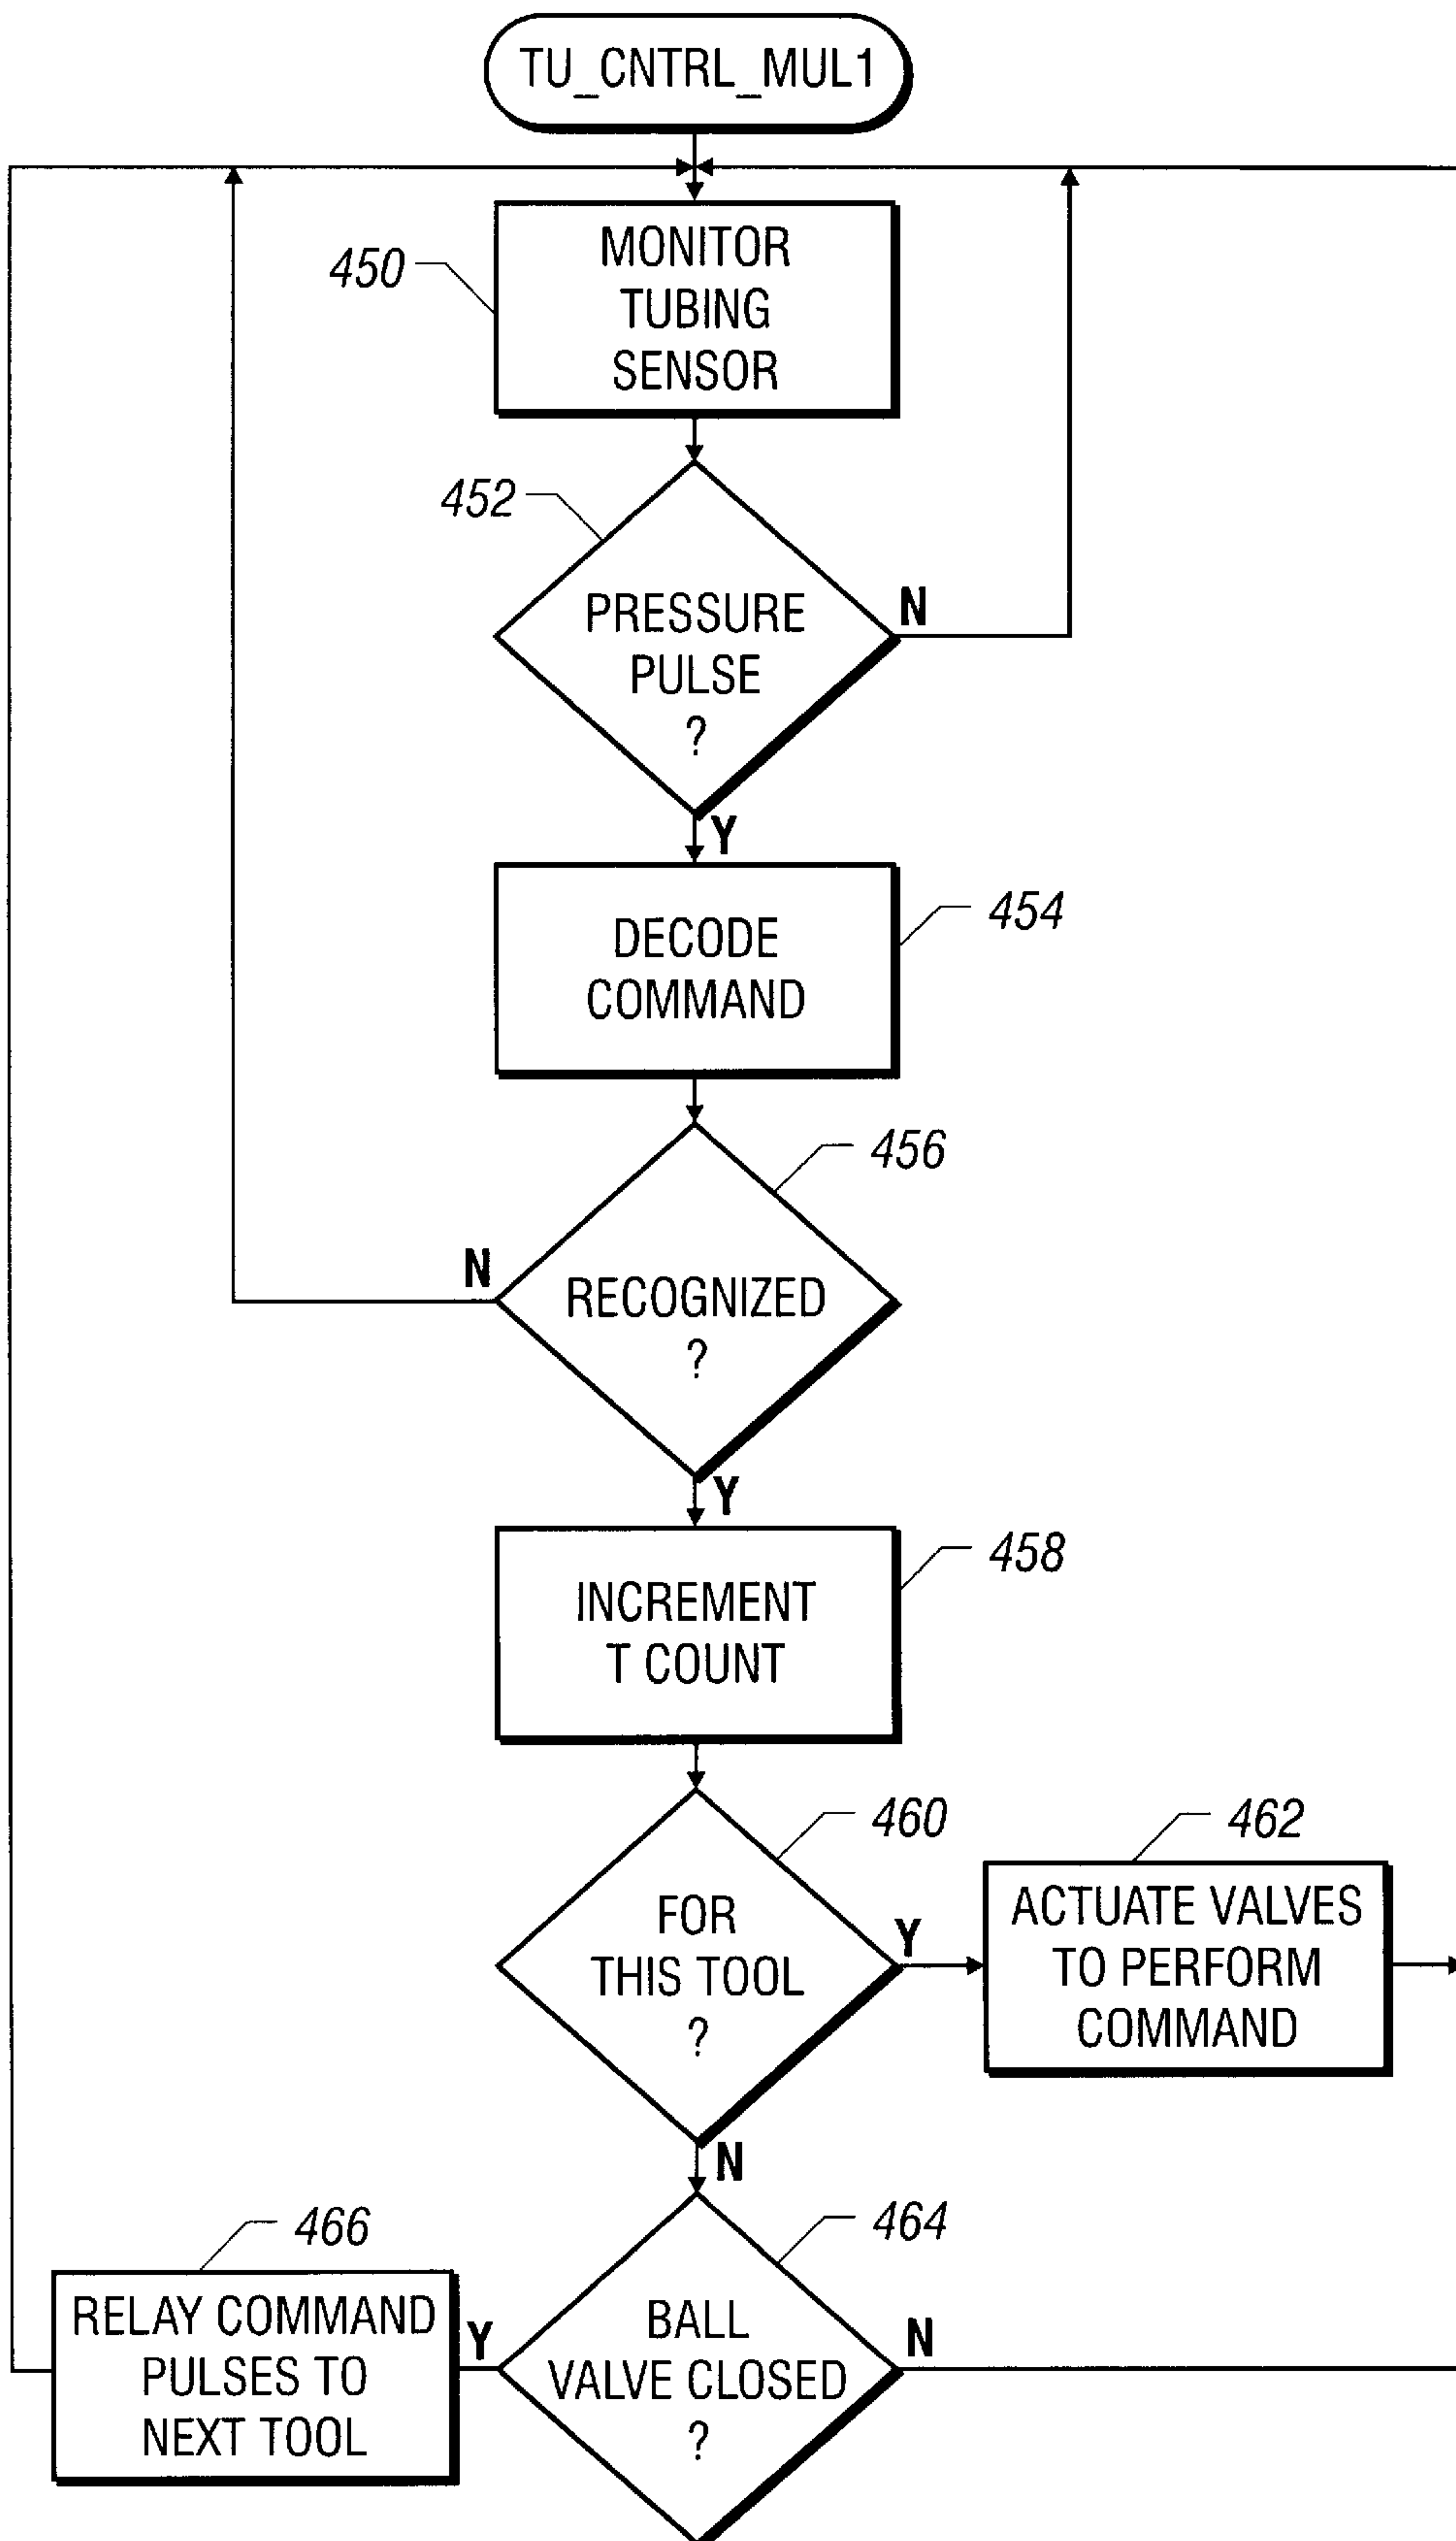 TU_CNTRL_MUL1
450
MONITOR
TUBING
SENSOR
452
PRESSURE
PULSE
?
N
Y
454
DECODE
COMMAND
456
RECOGNIZED
?
N
Y
458
INCREMENT
T COUNT
460
FOR
THIS TOOL
?
Y
N
462
ACTUATE VALVES
TO PERFORM
COMMAND
464
BALL
VALVE CLOSED
?
N
Y
466
RELAY COMMAND
PULSES TO
NEXT TOOL